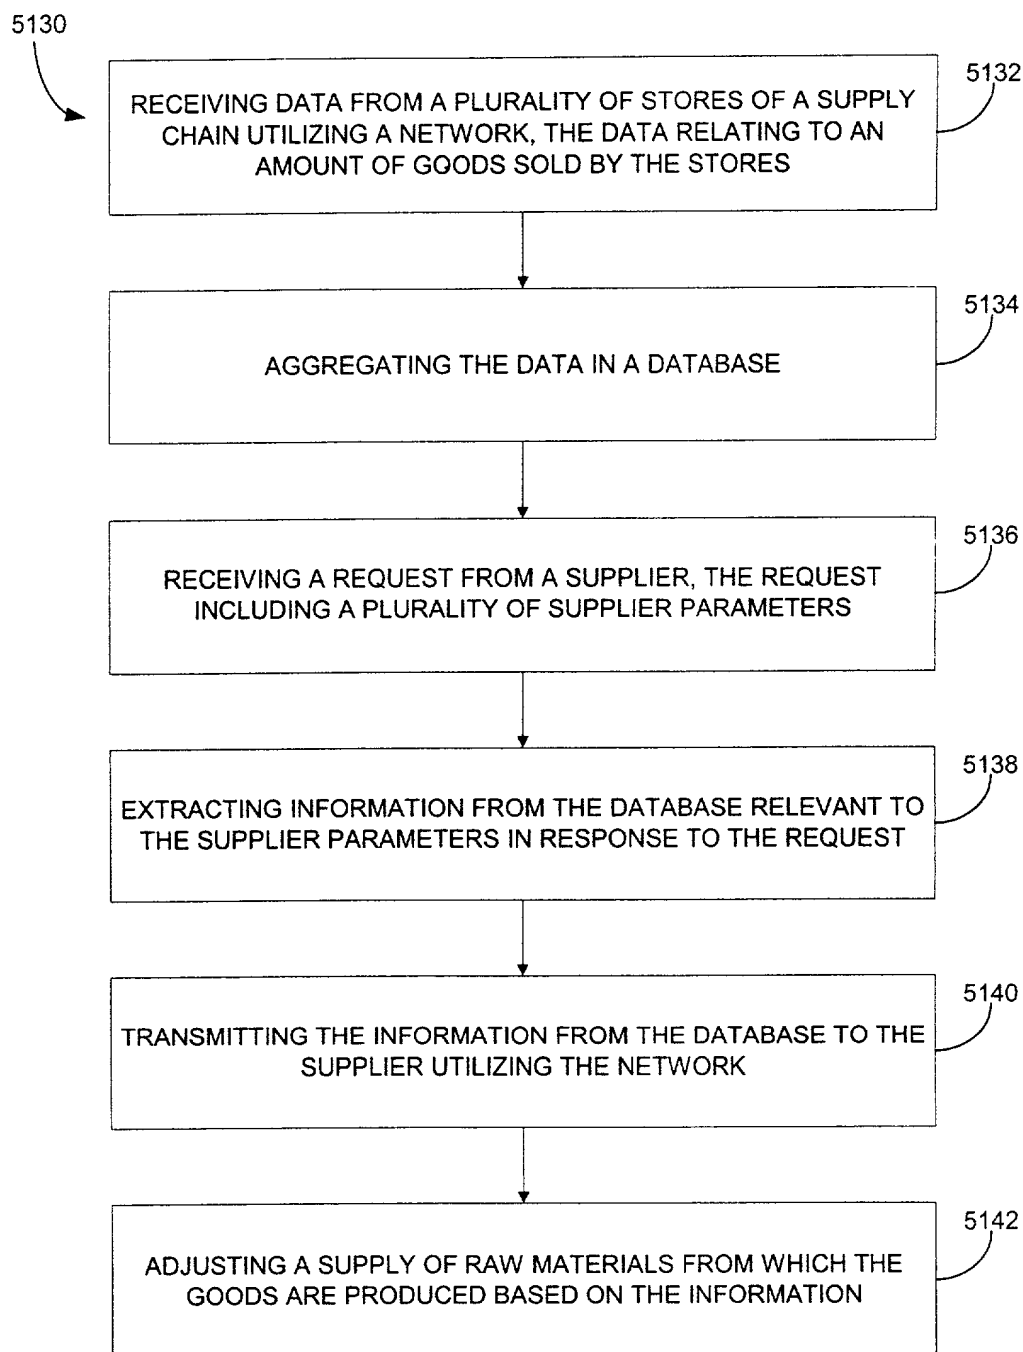 5130
5132
RECEIVING DATA FROM A PLURALITY OF STORES OF A SUPPLY
CHAIN UTILIZING A NETWORK, THE DATA RELATING TO AN
AMOUNT OF GOODS SOLD BY THE STORES
5134
AGGREGATING THE DATA IN A DATABASE
5136
RECEIVING A REQUEST FROM A SUPPLIER, THE REQUEST
INCLUDING A PLURALITY OF SUPPLIER PARAMETERS
5138
EXTRACTING INFORMATION FROM THE DATABASE RELEVANT TO
THE SUPPLIER PARAMETERS IN RESPONSE TO THE REQUEST
5140
TRANSMITTING THE INFORMATION FROM THE DATABASE TO THE
SUPPLIER UTILIZING THE NETWORK
5142
ADJUSTING A SUPPLY OF RAW MATERIALS FROM WHICH THE
GOODS ARE PRODUCED BASED ON THE INFORMATION